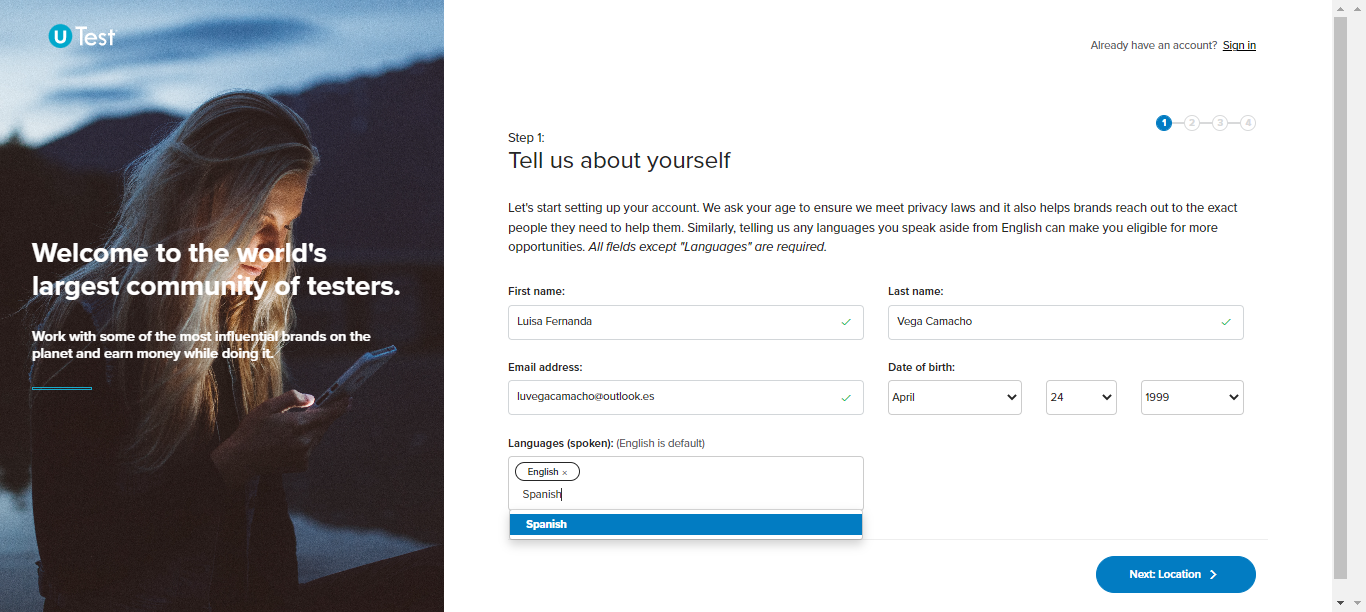 uTest
Already have an account? Sign in
1 2 3 4
Step 1:
Tell us about yourself
Let's start setting up your account. We ask your age to ensure we meet privacy laws and it also helps brands reach out to the exact
people they need to help them. Similarly, telling us any languages you speak aside from English can make you eligible for more
opportunities. All fields except "Languages" are required.
Welcome to the world's
largest community of testers.
Work with some of the most influential brands on the
planet and earn money while doing it.
First name:
Last name:
Luisa Fernanda
Vega Camacho
Email address:
Date of birth:
luvegacamacho@outlook.es
April
24
1999
Languages (spoken): (English is default)
English ×
Spanish
Spanish
Next: Location